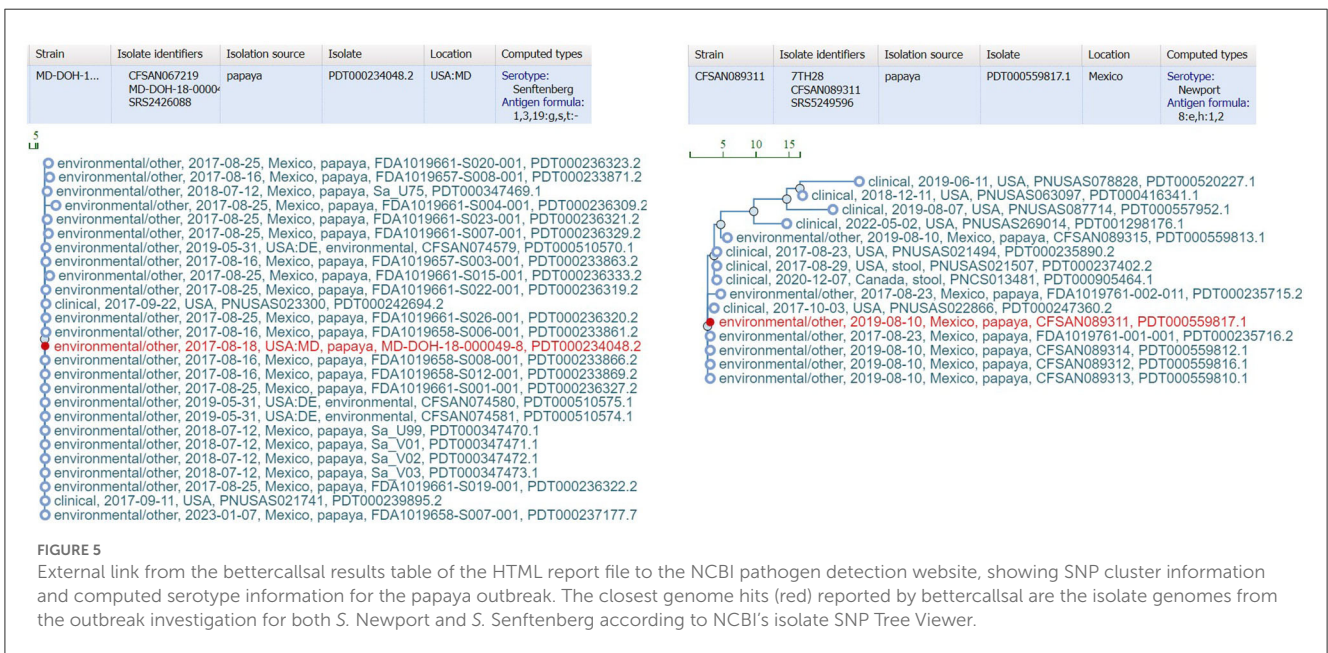 Strain Isolate identifiers Isolation source Isolate Location Computed types
MD-DOH-1... CFSAN067219 papaya PDT000234048.2 USA:MD Serotype:
MD-DOH-18-0000 Senftenberg
SRS2426088 Antigen formula:
1,3,19:g,s,t:-
5
environmental/other, 2017-08-25, Mexico, papaya, FDA1019661-S020-001, PDT000236323.2
environmental/other, 2017-08-16, Mexico, papaya, FDA1019657-S008-001, PDT000233871.2
environmental/other, 2018-07-12, Mexico, papaya, Sa_U75, PDT000347469.1
environmental/other, 2017-08-25, Mexico, papaya, FDA1019661-S004-001, PDT000236309.2
environmental/other, 2017-08-25, Mexico, papaya, FDA1019661-S023-001, PDT000236321.2
environmental/other, 2017-08-25, Mexico, papaya, FDA1019661-S007-001, PDT000236329.2
environmental/other, 2019-05-31, USA:DE, environmental, CFSAN074579, PDT000510570.1
environmental/other, 2017-08-16, Mexico, papaya, FDA1019657-S003-001, PDT000233863.2
environmental/other, 2017-08-25, Mexico, papaya, FDA1019661-S015-001, PDT000236333.2
environmental/other, 2017-08-25, Mexico, papaya, FDA1019661-S022-001, PDT000236319.2
clinical, 2017-09-22, USA, PNUSAS023300, PDT000242694.2
environmental/other, 2017-08-25, Mexico, papaya, FDA1019661-S026-001, PDT000236320.2
environmental/other, 2017-08-16, Mexico, papaya, FDA1019658-S006-001, PDT000233861.2
environmental/other, 2017-08-18, USA:MD, papaya, MD-DOH-18-000049-8, PDT000234048.2
environmental/other, 2017-08-16, Mexico, papaya, FDA1019658-S008-001, PDT000233866.2
environmental/other, 2017-08-16, Mexico, papaya, FDA1019658-S012-001, PDT000233869.2
environmental/other, 2017-08-25, Mexico, papaya, FDA1019661-S001-001, PDT000236327.2
environmental/other, 2019-05-31, USA:DE, environmental, CFSAN074580, PDT000510575.1
environmental/other, 2019-05-31, USA:DE, environmental, CFSAN074581, PDT000510574.1
environmental/other, 2018-07-12, Mexico, papaya, Sa_U99, PDT000347470.1
environmental/other, 2018-07-12, Mexico, papaya, Sa_V01, PDT000347471.1
environmental/other, 2018-07-12, Mexico, papaya, Sa_V02, PDT000347472.1
environmental/other, 2018-07-12, Mexico, papaya, Sa_V03, PDT000347473.1
environmental/other, 2017-08-25, Mexico, papaya, FDA1019661-S019-001, PDT000236322.2
clinical, 2017-09-11, USA, PNUSAS021741, PDT000239895.2
environmental/other, 2023-01-07, Mexico, papaya, FDA1019658-S007-001, PDT000237177.7
Strain Isolate identifiers Isolation source Isolate Location Computed types
CFSAN089311 7TH28 papaya PDT000559817.1 Mexico Serotype:
CFSAN089311 Newport
SRS5249596 Antigen formula:
8:e,h:1,2
5 10 15
clinical, 2019-06-11, USA, PNUSAS078828, PDT000520227.1
clinical, 2018-12-11, USA, PNUSAS063097, PDT000416341.1
clinical, 2019-08-07, USA, PNUSAS087714, PDT000557952.1
clinical, 2022-05-02, USA, PNUSAS269014, PDT001298176.1
environmental/other, 2019-08-10, Mexico, papaya, CFSAN089315, PDT000559813.1
clinical, 2017-08-23, USA, PNUSAS021494, PDT000235890.2
clinical, 2017-08-29, USA, stool, PNUSAS021507, PDT000237402.2
clinical, 2020-12-07, Canada, stool, PNCS013481, PDT000905464.1
environmental/other, 2017-08-23, Mexico, papaya, FDA1019761-002-011, PDT000235715.2
clinical, 2017-10-03, USA, PNUSAS022866, PDT000247360.2
environmental/other, 2019-08-10, Mexico, papaya, CFSAN089311, PDT000559817.1
environmental/other, 2017-08-23, Mexico, papaya, FDA1019761-001-001, PDT000235716.2
environmental/other, 2019-08-10, Mexico, papaya, CFSAN089314, PDT000559812.1
environmental/other, 2019-08-10, Mexico, papaya, CFSAN089312, PDT000559816.1
environmental/other, 2019-08-10, Mexico, papaya, CFSAN089313, PDT000559810.1
FIGURE 5
External link from the bettercallsal results table of the HTML report file to the NCBI pathogen detection website, showing SNP cluster information
and computed serotype information for the papaya outbreak. The closest genome hits (red) reported by bettercallsal are the isolate genomes from
the outbreak investigation for both S. Newport and S. Senftenberg according to NCBI's isolate SNP Tree Viewer.